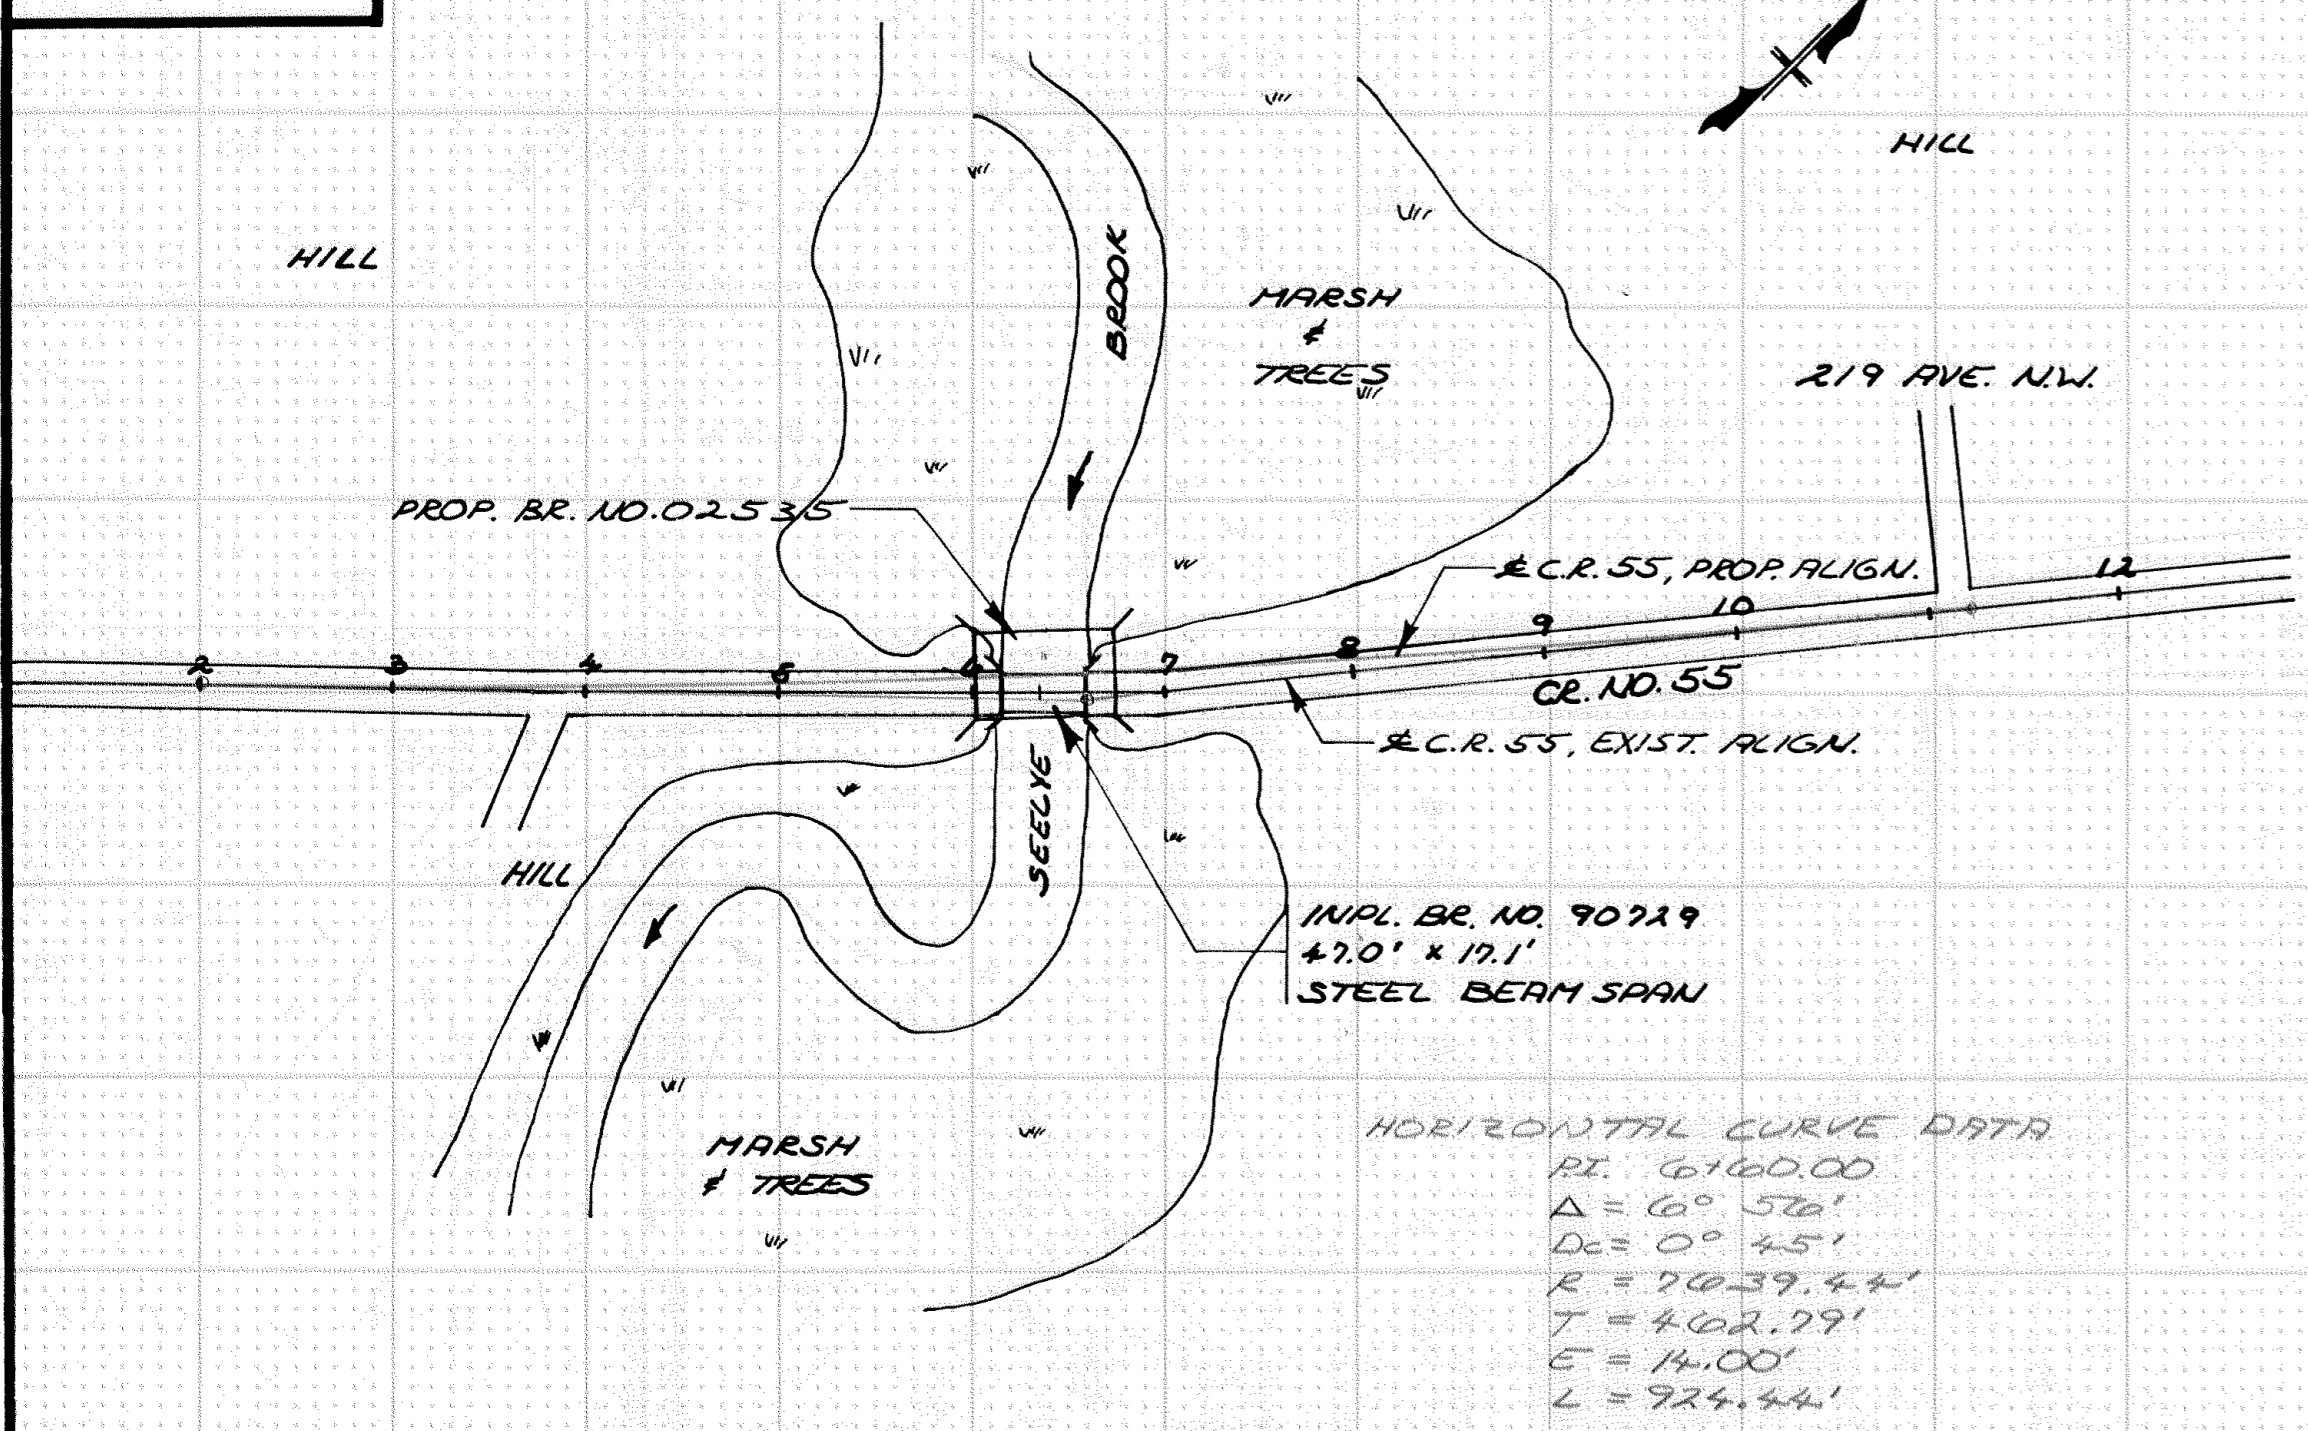 HILL
HILL
BROOK
MARSH
&
TREES
219 AVE. N.W.
PROP. BR. NO. 02535
℄ C.R. 55, PROP. ALIGN.
2 3 4 5 6 7 8 9 10 12
CR. NO. 55
℄ C.R. 55, EXIST. ALIGN.
SEELYE
HILL
INPL. BR. NO. 90729
47.0' x 17.1'
STEEL BEAM SPAN
MARSH
& TREES
HORIZONTAL CURVE DATA
P.I. 6+60.00
Δ = 6° 56'
Dc = 0° 45'
R = 7639.44'
T = 462.79'
E = 14.00'
L = 924.44'